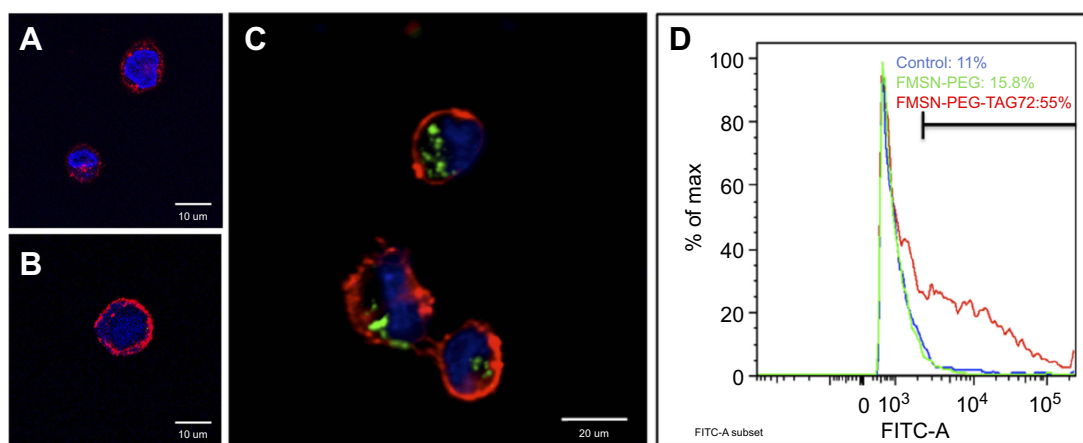 A
10 um
B
10 um
C
20 um
D
Control: 11%
FMSN-PEG: 15.8%
FMSN-PEG-TAG72:55%
% of max
100
80
60
40
20
0
0 10³ 10⁴ 10⁵
FITC-A
FITC-A subset